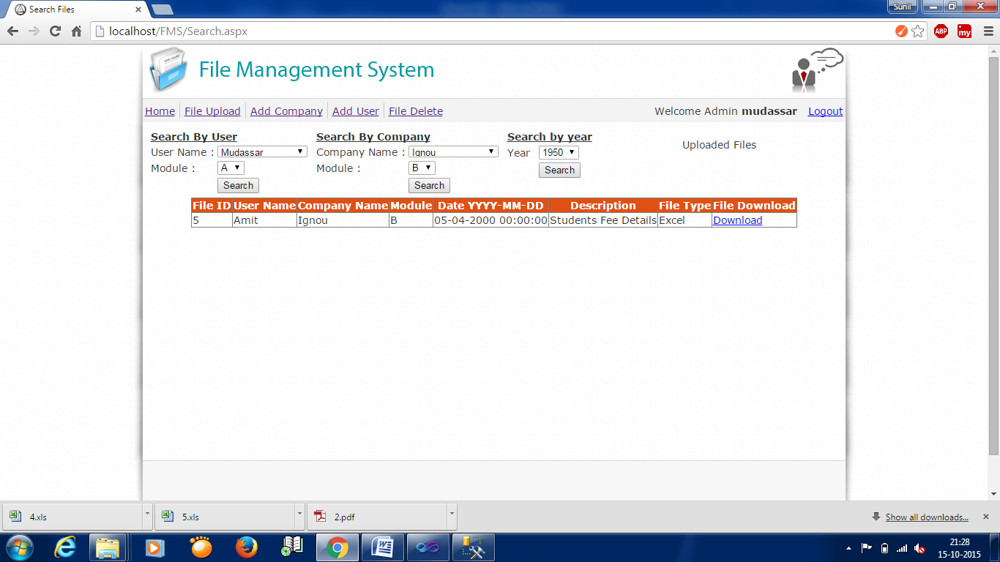 Search Files
Sunil
localhost/FMS/Search.aspx
ABP
my
File Management System
Home File Upload Add Company Add User File Delete Welcome Admin mudassar Logout
Search By User Search By Company Search by year
User Name : Mudassar Company Name : Ignou Year 1950 Uploaded Files
Module : A Module : B Search
Search Search
File ID User Name Company Name Module Date YYYY-MM-DD Description File Type File Download
5 Amit Ignou B 05-04-2000 00:00:00 Students Fee Details Excel Download
4.xls 5.xls 2.pdf Show all downloads...
21:28
15-10-2015